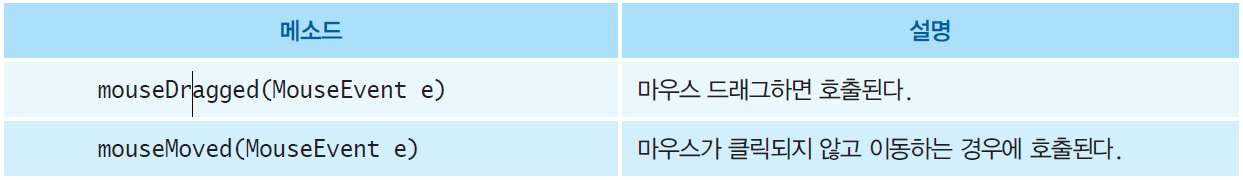 메소드 설명
mouseDragged(MouseEvent e) 마우스 드래그하면 호출된다.
mouseMoved(MouseEvent e) 마우스가 클릭되지 않고 이동하는 경우에 호출된다.